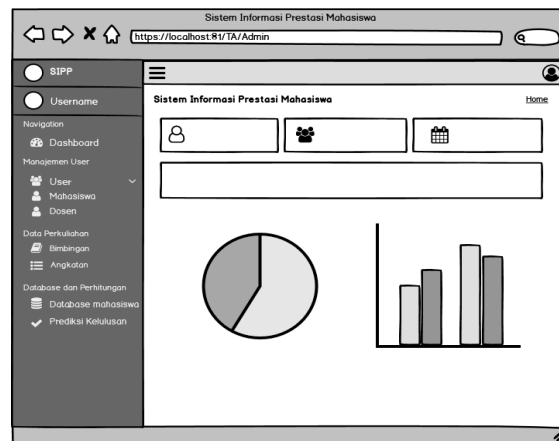 Sistem Informasi Prestasi Mahasiswa
https://localhost:81/TA/Admin
SIPP
Username
Sistem Informasi Prestasi Mahasiswa
Home
Navigation
Dashboard
Manajemen User
User
Mahasiswa
Dosen
Data Perkuliahan
Bimbingan
Angkatan
Database dan Perhitungan
Database mahasiswa
Prediksi Kelulusan